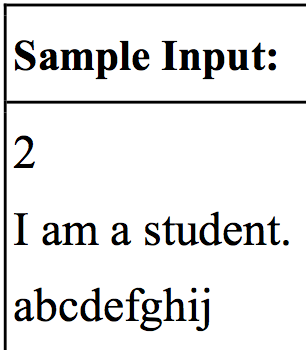 Sample Input:
2
I am a student.
abcdefghij